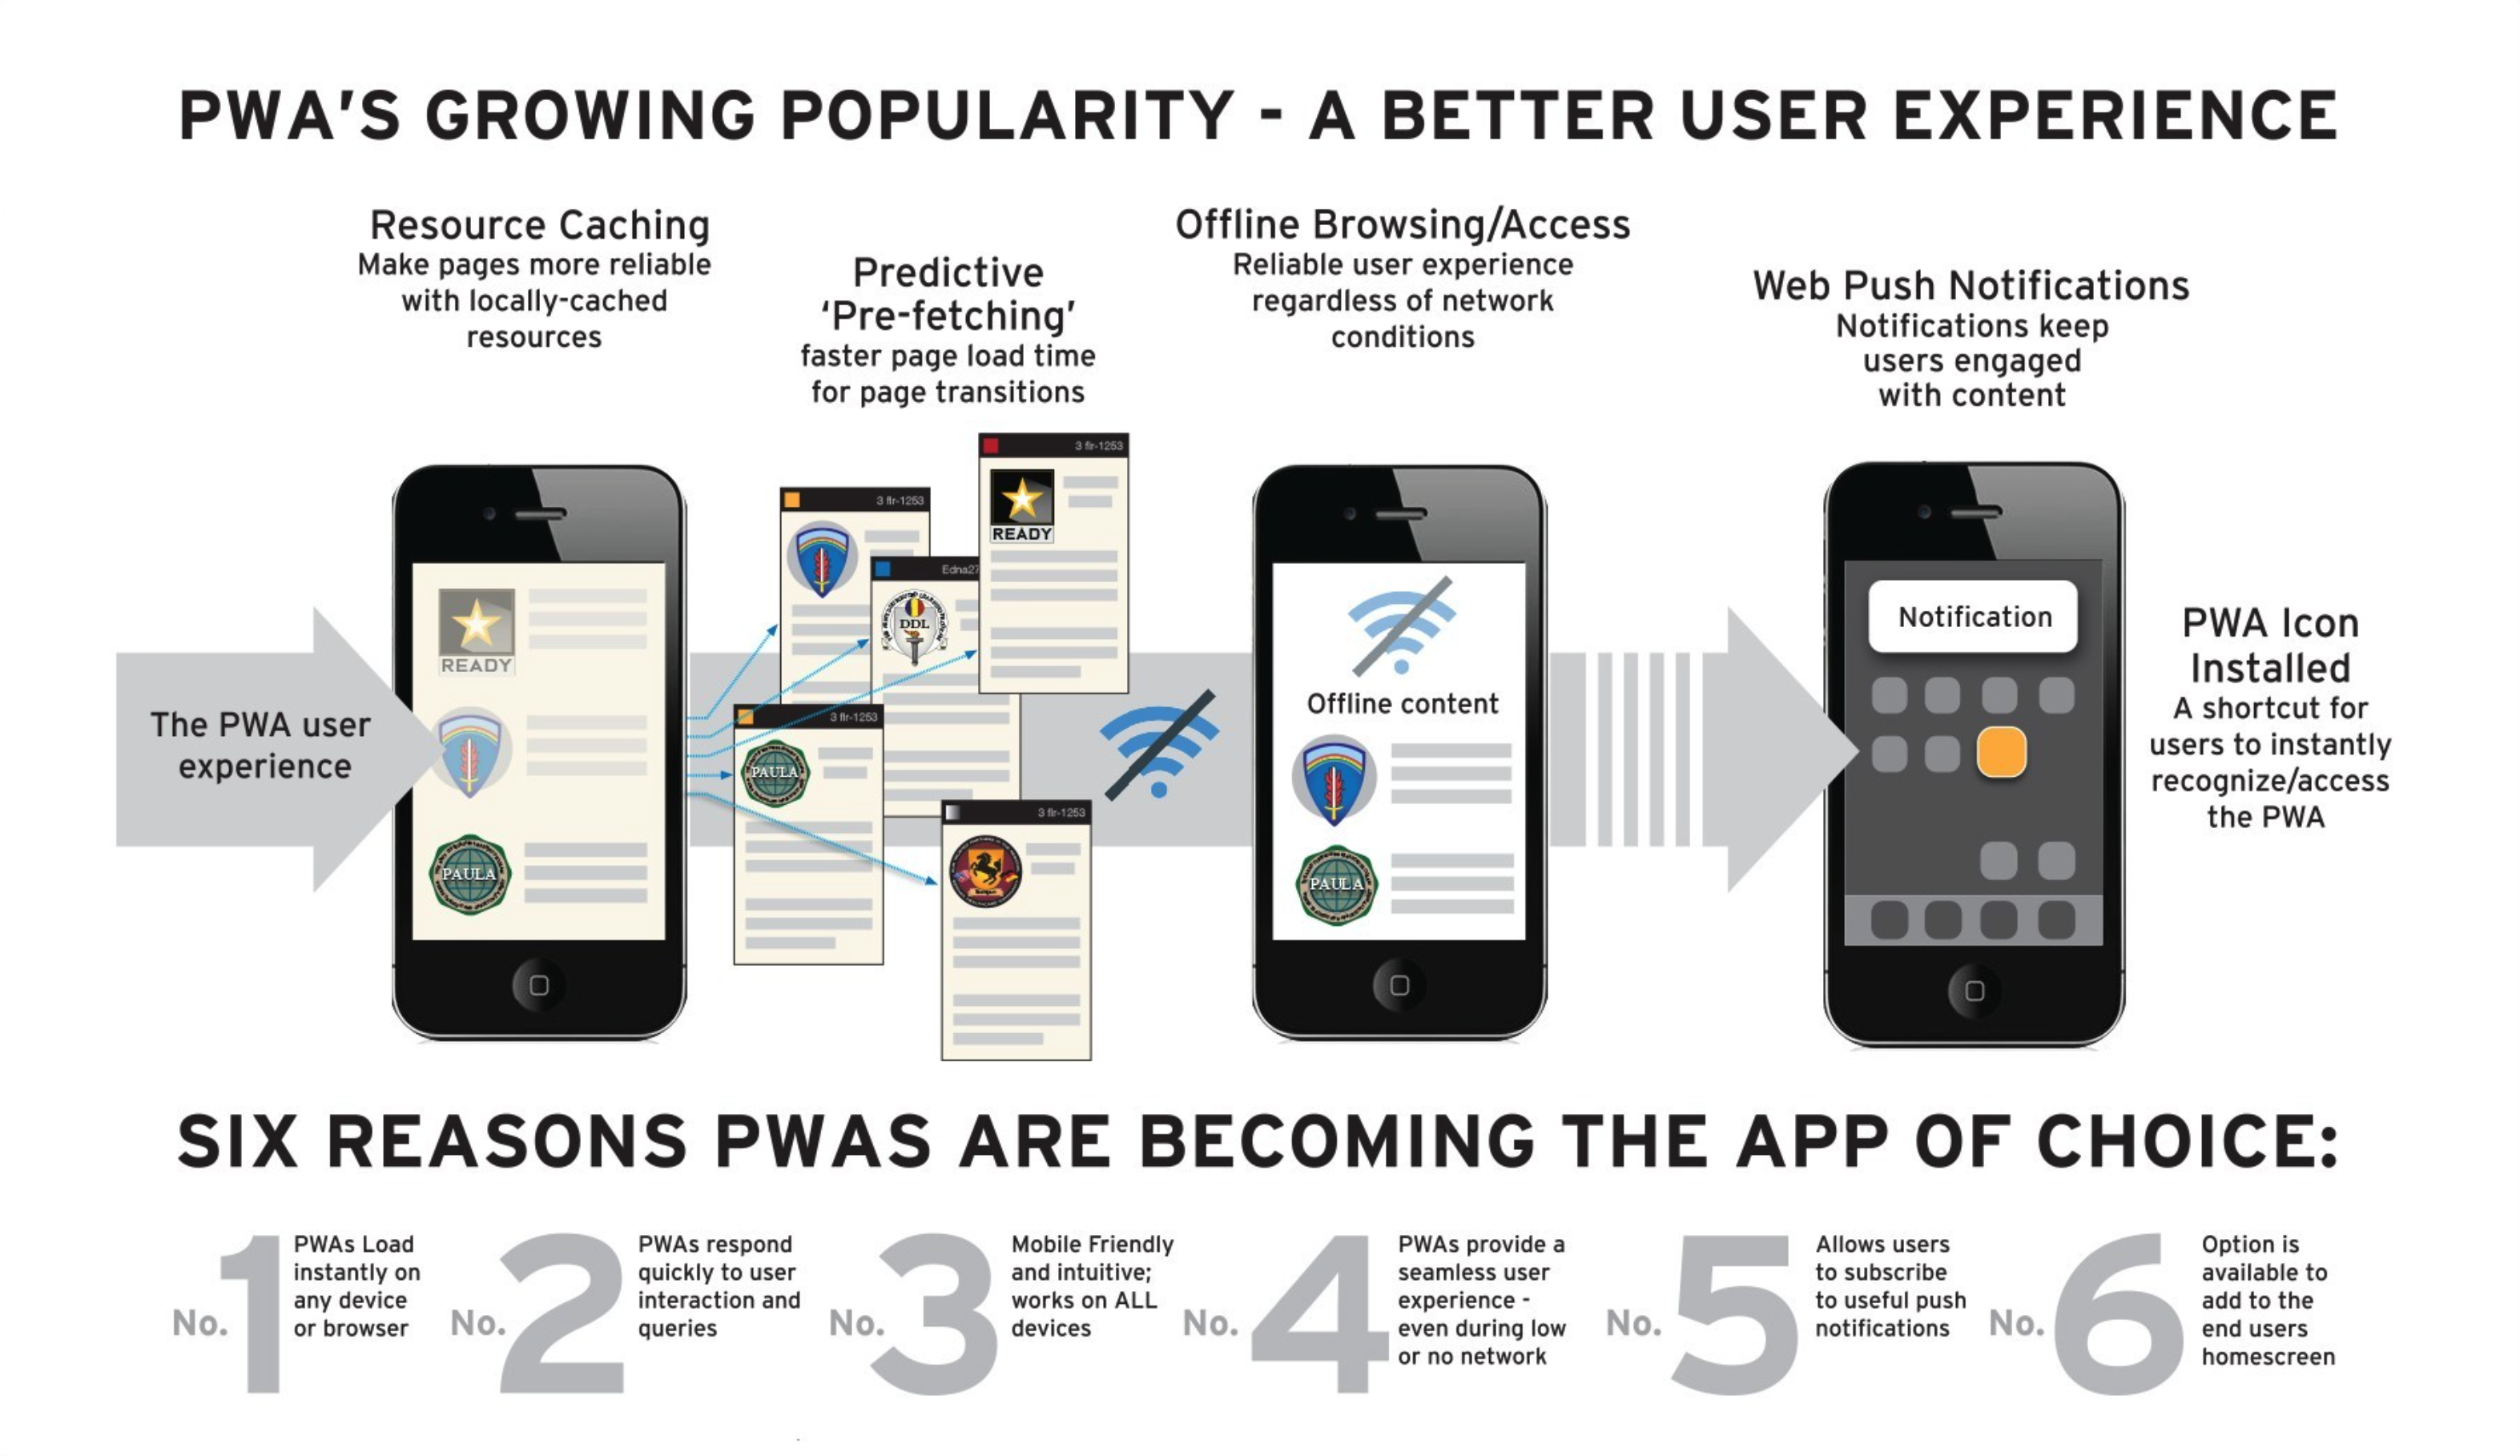 PWA'S GROWING POPULARITY - A BETTER USER EXPERIENCE
Resource Caching
Make pages more reliable
with locally-cached
resources
Predictive
‘Pre-fetching’
faster page load time
for page transitions
Offline Browsing/Access
Reliable user experience
regardless of network
conditions
Web Push Notifications
Notifications keep
users engaged
with content
The PWA user
experience
READY
PAULA
3 flr-1253
3 flr-1253
READY
Edna27
DDL
3 flr-1253
PAULA
3 flr-1253
Offline content
PAULA
Notification
PWA Icon
Installed
A shortcut for
users to instantly
recognize/access
the PWA
SIX REASONS PWAS ARE BECOMING THE APP OF CHOICE:
No. 1
PWAs Load
instantly on
any device
or browser
No. 2
PWAs respond
quickly to user
interaction and
queries
No. 3
Mobile Friendly
and intuitive;
works on ALL
devices
No. 4
PWAs provide a
seamless user
experience -
even during low
or no network
No. 5
Allows users
to subscribe
to useful push
notifications
No. 6
Option is
available to
add to the
end users
homescreen